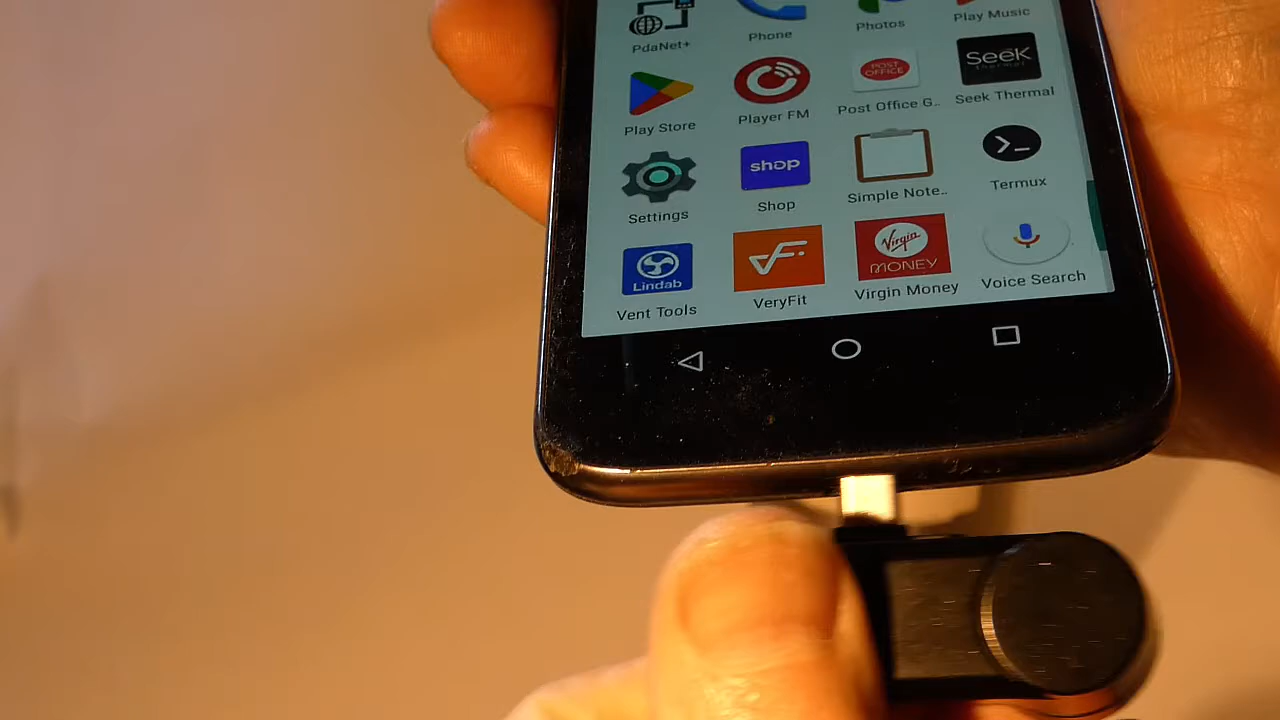 PdaNet+
Phone
Photos
Play Music
Play Store
Player FM
POST
OFFICE
Post Office G..
Seek
thermal
Seek Thermal
Settings
shop
Shop
Simple Note..
>_
Termux
Lindab
Vent Tools
VeryFit
Virgin
MONEY
Virgin Money
Voice Search